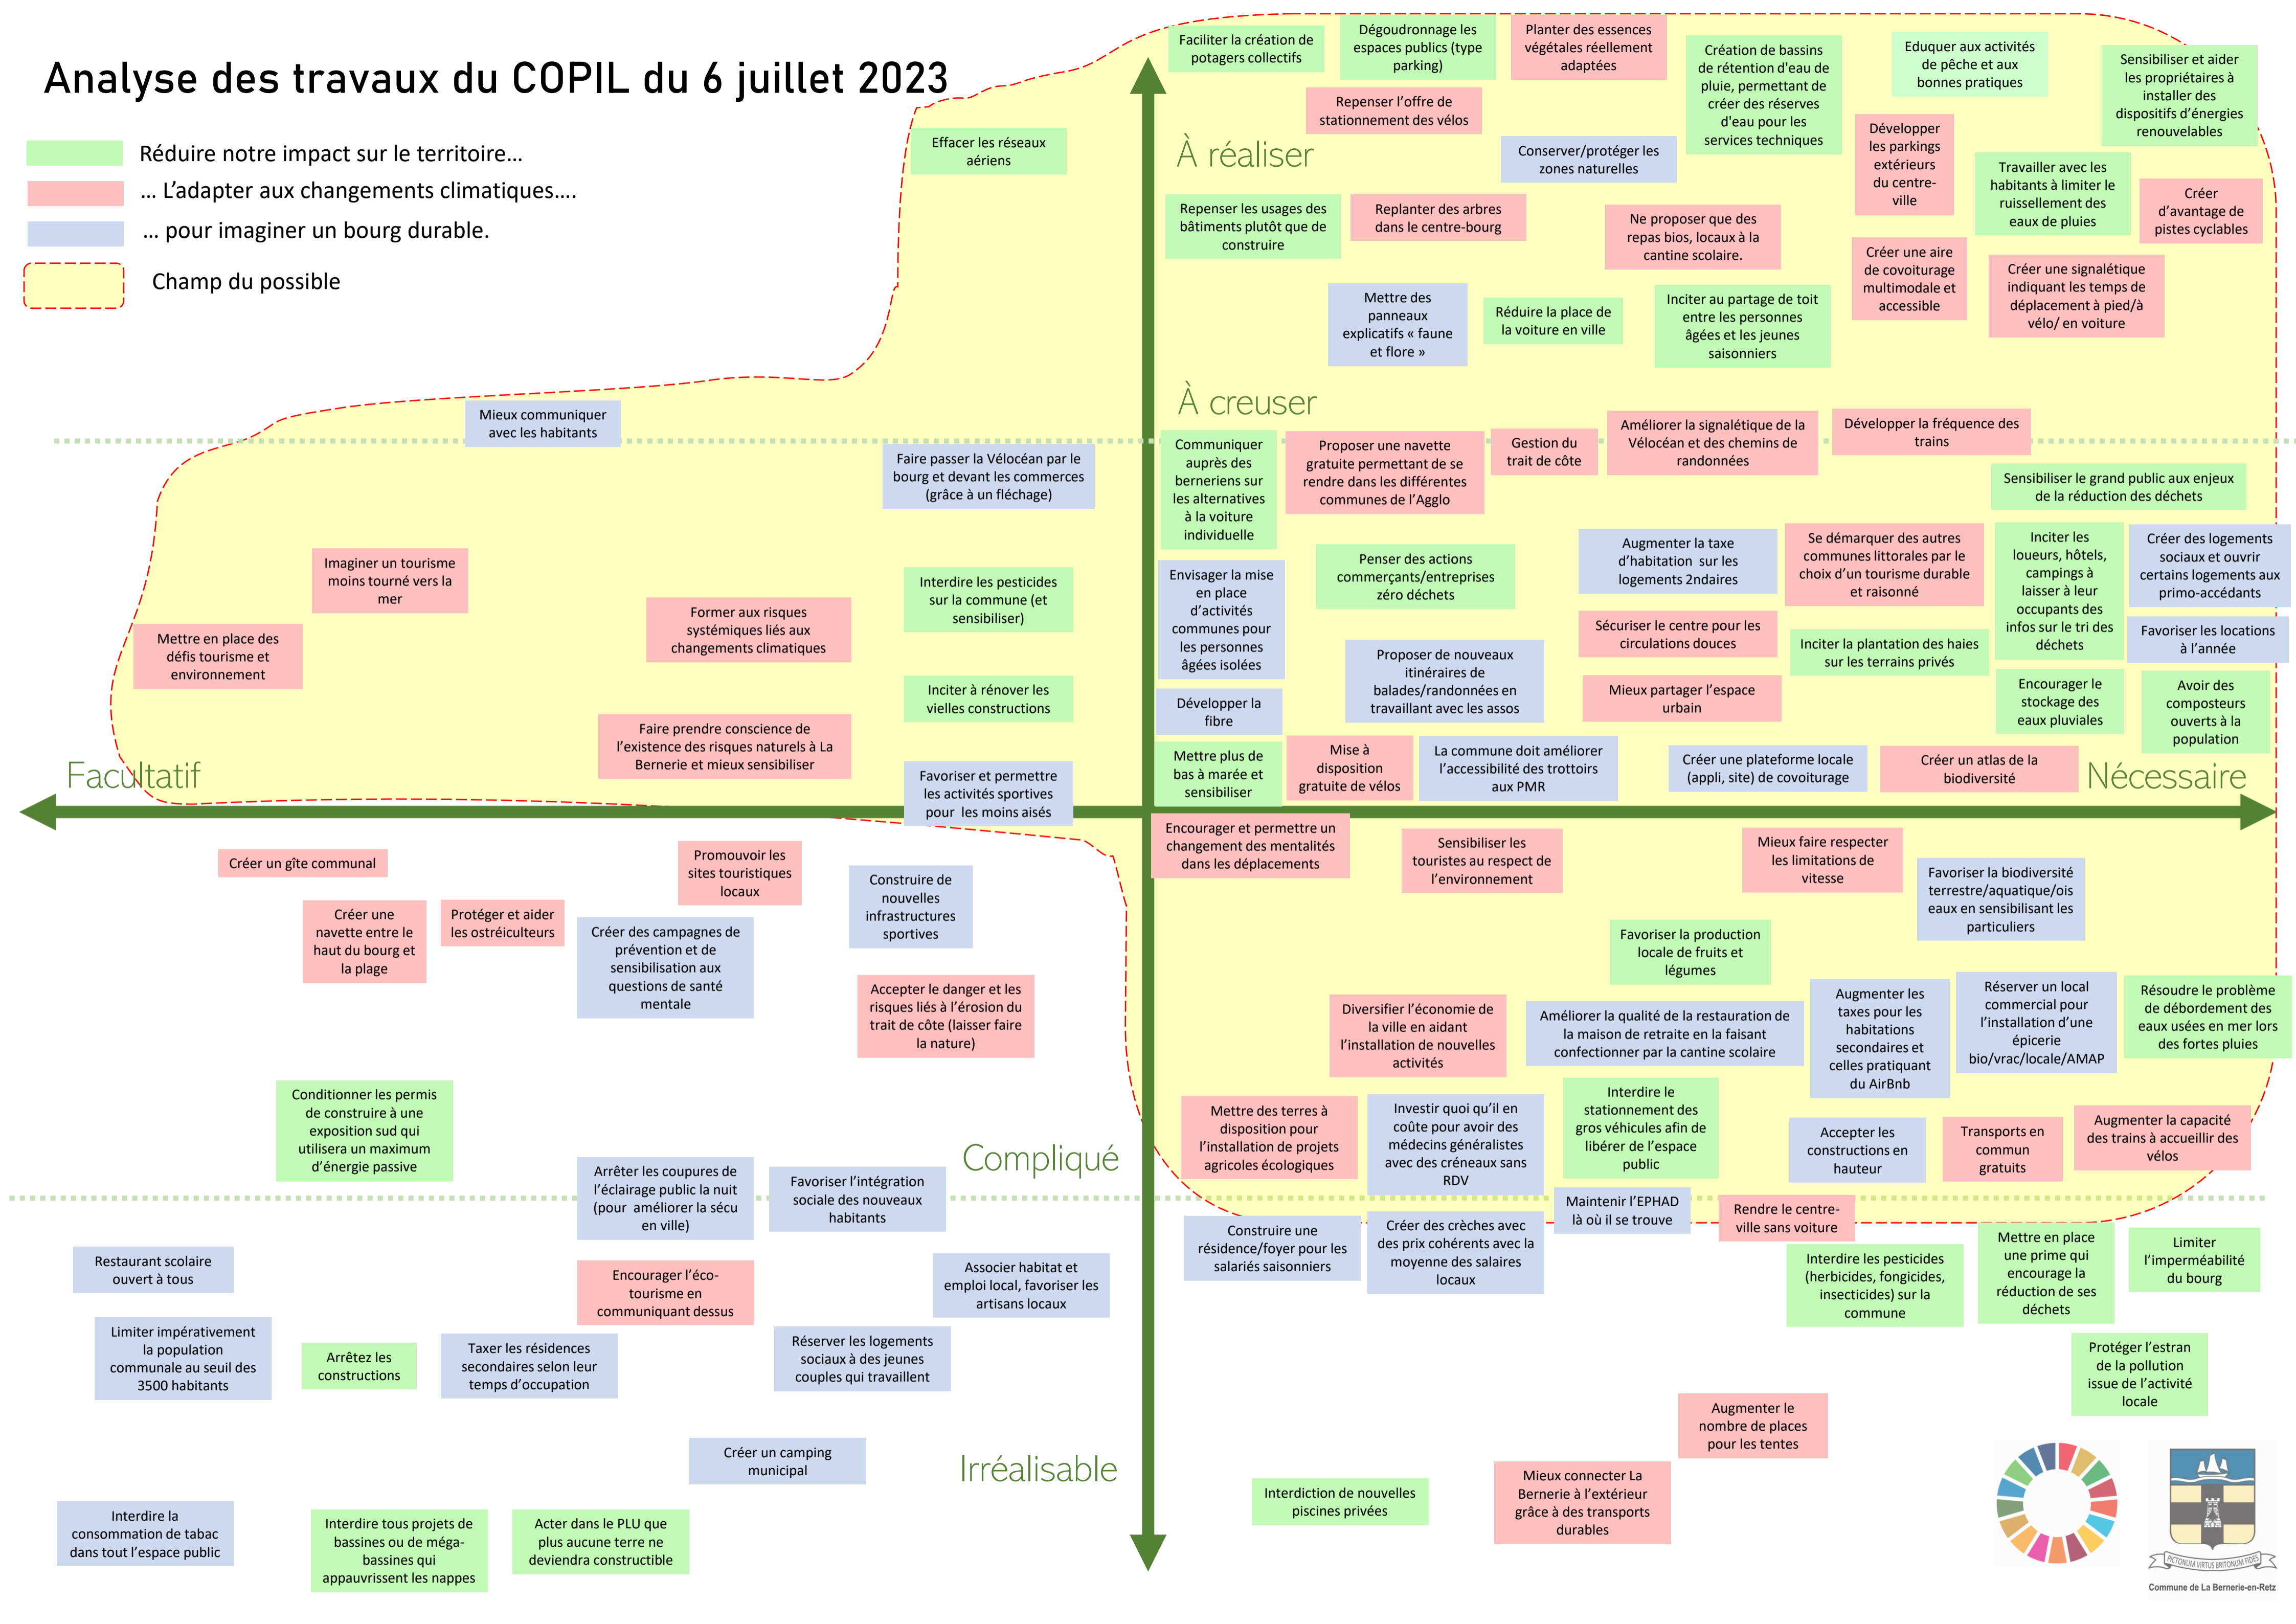 Analyse des travaux du COPIL du 6 juillet 2023
Réduire notre impact sur le territoire...
... L'adapter aux changements climatiques....
... pour imaginer un bourg durable.
Champ du possible
Effacer les réseaux
aériens
Mieux communiquer
avec les habitants
Faire passer la Vélocéan par le
bourg et devant les commerces
(grâce à un fléchage)
Imaginer un tourisme
moins tourné vers la
mer
Mettre en place des
défis tourisme et
environnement
Former aux risques
systémiques liés aux
changements climatiques
Interdire les pesticides
sur la commune (et
sensibiliser)
Inciter à rénover les
vielles constructions
Faire prendre conscience de
l'existence des risques naturels à La
Bernerie et mieux sensibiliser
Favoriser et permettre
les activités sportives
pour les moins aisés
Facultatif
À réaliser
Faciliter la création de
potagers collectifs
Dégoudronnage les
espaces publics (type
parking)
Planter des essences
végétales réellement
adaptées
Création de bassins
de rétention d'eau de
pluie, permettant de
créer des réserves
d'eau pour les
services techniques
Eduquer aux activités
de pêche et aux
bonnes pratiques
Sensibiliser et aider
les propriétaires à
installer des
dispositifs d'énergies
renouvelables
Repenser l'offre de
stationnement des vélos
Conserver/protéger les
zones naturelles
Développer
les parkings
extérieurs
du centre-
ville
Travailler avec les
habitants à limiter le
ruissellement des
eaux de pluies
Créer
d'avantage de
pistes cyclables
Repenser les usages des
bâtiments plutôt que de
construire
Replanter des arbres
dans le centre-bourg
Ne proposer que des
repas bios, locaux à la
cantine scolaire.
Créer une aire
de covoiturage
multimodale et
accessible
Créer une signalétique
indiquant les temps de
déplacement à pied/à
vélo/ en voiture
Mettre des
panneaux
explicatifs « faune
et flore »
Réduire la place de
la voiture en ville
Inciter au partage de toit
entre les personnes
âgées et les jeunes
saisonniers
À creuser
Communiquer
auprès des
berneriens sur
les alternatives
à la voiture
individuelle
Proposer une navette
gratuite permettant de se
rendre dans les différentes
communes de l'Agglo
Gestion du
trait de côte
Améliorer la signalétique de la
Vélocéan et des chemins de
randonnées
Développer la fréquence des
trains
Sensibiliser le grand public aux enjeux
de la réduction des déchets
Envisager la mise
en place
d'activités
communes pour
les personnes
âgées isolées
Penser des actions
commerçants/entreprises
zéro déchets
Augmenter la taxe
d'habitation sur les
logements 2ndaires
Se démarquer des autres
communes littorales par le
choix d'un tourisme durable
et raisonné
Inciter les
loueurs, hôtels,
campings à
laisser à leur
occupants des
infos sur le tri des
déchets
Créer des logements
sociaux et ouvrir
certains logements aux
primo-accédants
Sécuriser le centre pour les
circulations douces
Inciter la plantation des haies
sur les terrains privés
Favoriser les locations
à l'année
Développer la
fibre
Proposer de nouveaux
itinéraires de
balades/randonnées en
travaillant avec les assos
Mieux partager l'espace
urbain
Encourager le
stockage des
eaux pluviales
Avoir des
composteurs
ouverts à la
population
Mettre plus de
bas à marée et
sensibiliser
Mise à
disposition
gratuite de vélos
La commune doit améliorer
l'accessibilité des trottoirs
aux PMR
Créer une plateforme locale
(appli, site) de covoiturage
Créer un atlas de la
biodiversité
Nécessaire
Créer un gîte communal
Promouvoir les
sites touristiques
locaux
Construire de
nouvelles
infrastructures
sportives
Créer une
navette entre le
haut du bourg et
la plage
Protéger et aider
les ostréiculteurs
Créer des campagnes de
prévention et de
sensibilisation aux
questions de santé
mentale
Accepter le danger et les
risques liés à l'érosion du
trait de côte (laisser faire
la nature)
Conditionner les permis
de construire à une
exposition sud qui
utilisera un maximum
d'énergie passive
Compliqué
Arrêter les coupures de
l'éclairage public la nuit
(pour améliorer la sécu
en ville)
Favoriser l'intégration
sociale des nouveaux
habitants
Restaurant scolaire
ouvert à tous
Encourager l'éco-
tourisme en
communiquant dessus
Associer habitat et
emploi local, favoriser les
artisans locaux
Limiter impérativement
la population
communale au seuil des
3500 habitants
Arrêtez les
constructions
Taxer les résidences
secondaires selon leur
temps d'occupation
Réserver les logements
sociaux à des jeunes
couples qui travaillent
Créer un camping
municipal
Irréalisable
Interdire la
consommation de tabac
dans tout l'espace public
Interdire tous projets de
bassines ou de méga-
bassines qui
appauvrissent les nappes
Acter dans le PLU que
plus aucune terre ne
deviendra constructible
Encourager et permettre un
changement des mentalités
dans les déplacements
Sensibiliser les
touristes au respect de
l'environnement
Mieux faire respecter
les limitations de
vitesse
Favoriser la biodiversité
terrestre/aquatique/ois
eaux en sensibilisant les
particuliers
Favoriser la production
locale de fruits et
légumes
Diversifier l'économie de
la ville en aidant
l'installation de nouvelles
activités
Améliorer la qualité de la restauration de
la maison de retraite en la faisant
confectionner par la cantine scolaire
Augmenter les
taxes pour les
habitations
secondaires et
celles pratiquant
du AirBnb
Réserver un local
commercial pour
l'installation d'une
épicerie
bio/vrac/locale/AMAP
Résoudre le problème
de débordement des
eaux usées en mer lors
des fortes pluies
Mettre des terres à
disposition pour
l'installation de projets
agricoles écologiques
Investir quoi qu'il en
coûte pour avoir des
médecins généralistes
avec des créneaux sans
RDV
Interdire le
stationnement des
gros véhicules afin de
libérer de l'espace
public
Accepter les
constructions en
hauteur
Transports en
commun
gratuits
Augmenter la capacité
des trains à accueillir des
vélos
Construire une
résidence/foyer pour les
salariés saisonniers
Créer des crèches avec
des prix cohérents avec la
moyenne des salaires
locaux
Maintenir l'EPHAD
là où il se trouve
Rendre le centre-
ville sans voiture
Interdire les pesticides
(herbicides, fongicides,
insecticides) sur la
commune
Mettre en place
une prime qui
encourage la
réduction de ses
déchets
Limiter
l'imperméabilité
du bourg
Protéger l'estran
de la pollution
issue de l'activité
locale
Augmenter le
nombre de places
pour les tentes
Interdiction de nouvelles
piscines privées
Mieux connecter La
Bernerie à l'extérieur
grâce à des transports
durables
PICTONUM VIRTUS BRITONUM FIDES
Commune de La Bernerie-en-Retz